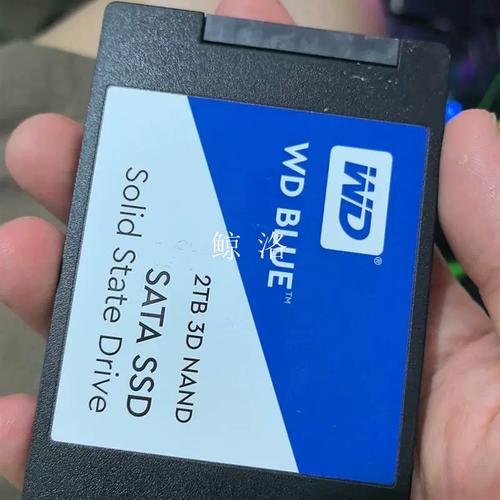 WD®
WD BLUE™
2TB 3D NAND
SATA SSD
Solid State Drive
鲸 洛